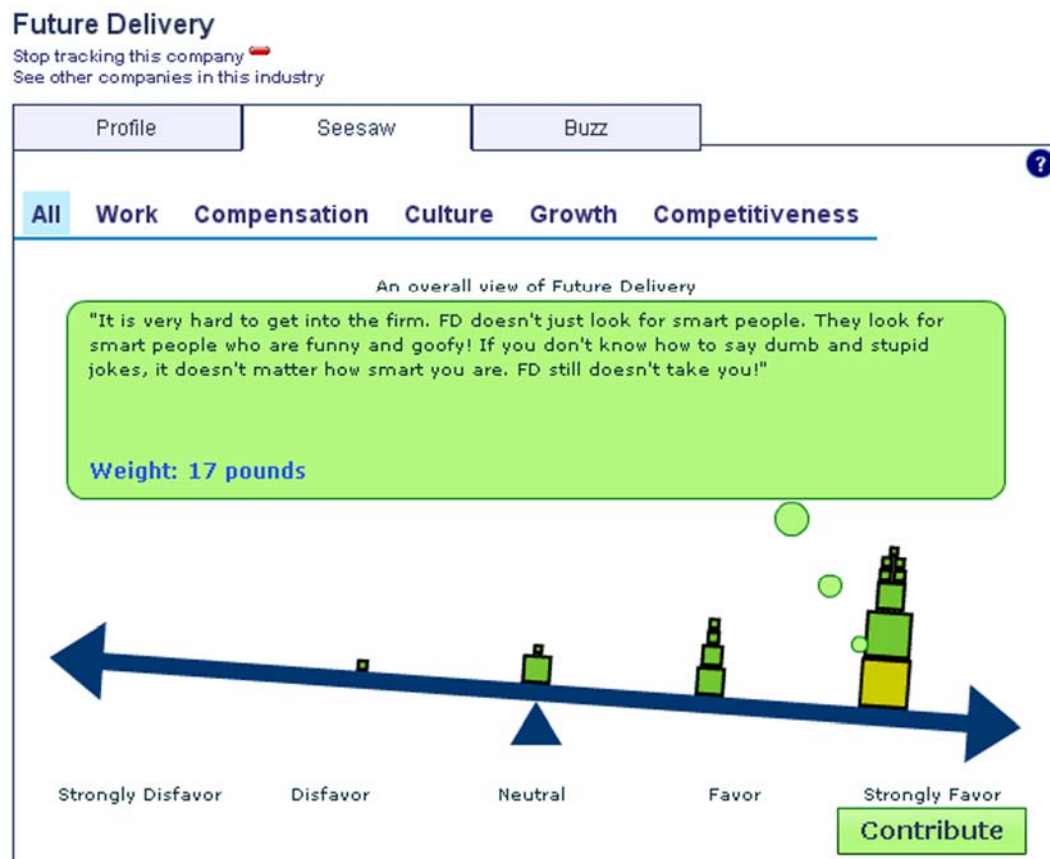 Future Delivery
Stop tracking this company
See other companies in this industry
Profile Seesaw Buzz
?
All Work Compensation Culture Growth Competitiveness
An overall view of Future Delivery
"It is very hard to get into the firm. FD doesn't just look for smart people. They look for
smart people who are funny and goofy! If you don't know how to say dumb and stupid
jokes, it doesn't matter how smart you are. FD still doesn't take you!"
Weight: 17 pounds
Strongly Disfavor Disfavor Neutral Favor Strongly Favor
Contribute